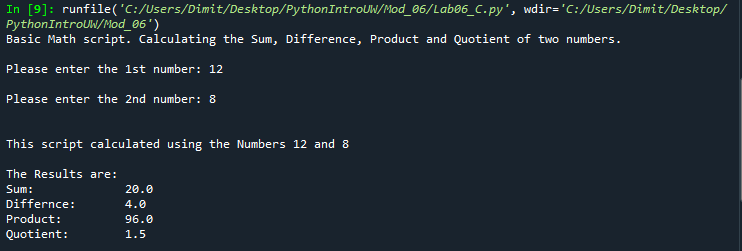 In [9]: runfile('C:/Users/Dimit/Desktop/PythonIntroUW/Mod_06/Lab06_C.py', wdir='C:/Users/Dimit/Desktop/
PythonIntroUW/Mod_06')
Basic Math script. Calculating the Sum, Difference, Product and Quotient of two numbers.
Please enter the 1st number: 12
Please enter the 2nd number: 8
This script calculated using the Numbers 12 and 8
The Results are:
Sum: 20.0
Differnce: 4.0
Product: 96.0
Quotient: 1.5